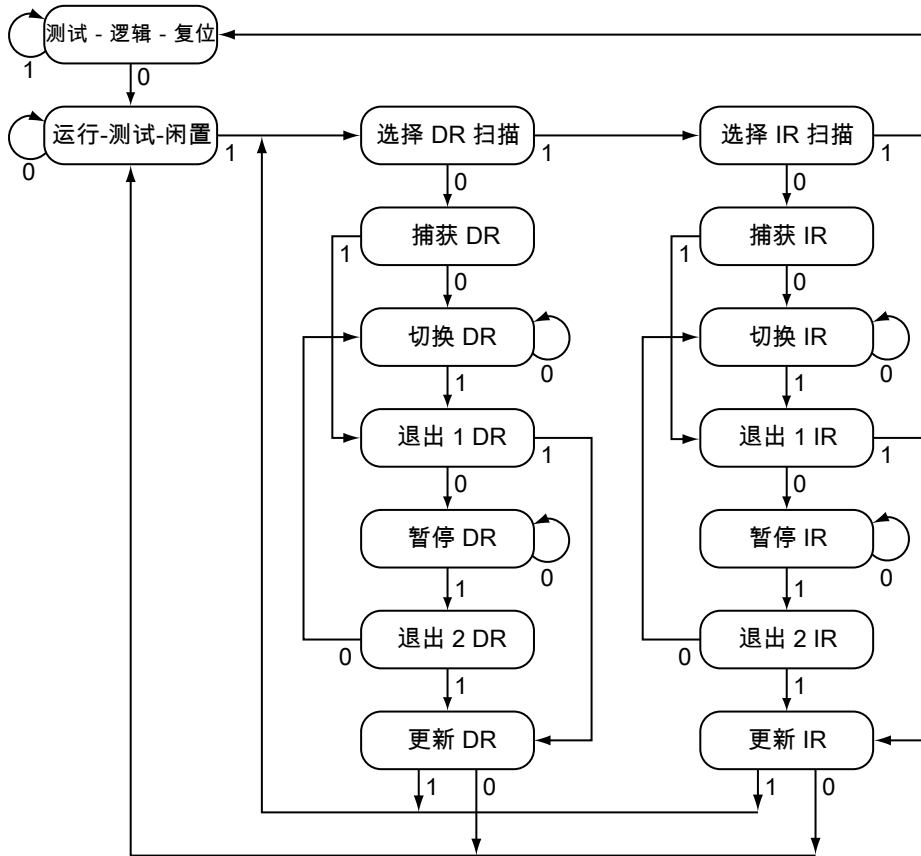 测试 - 逻辑 - 复位
1
0
运行-测试-闲置
0
1
选择 DR 扫描
1
选择 IR 扫描
1
0
0
捕获 DR
1
捕获 IR
1
0
0
切换 DR
0
切换 IR
0
1
1
退出 1 DR
1
退出 1 IR
1
0
0
暂停 DR
0
暂停 IR
0
1
1
退出 2 DR
0
退出 2 IR
0
1
1
更新 DR
更新 IR
1
0
1
0